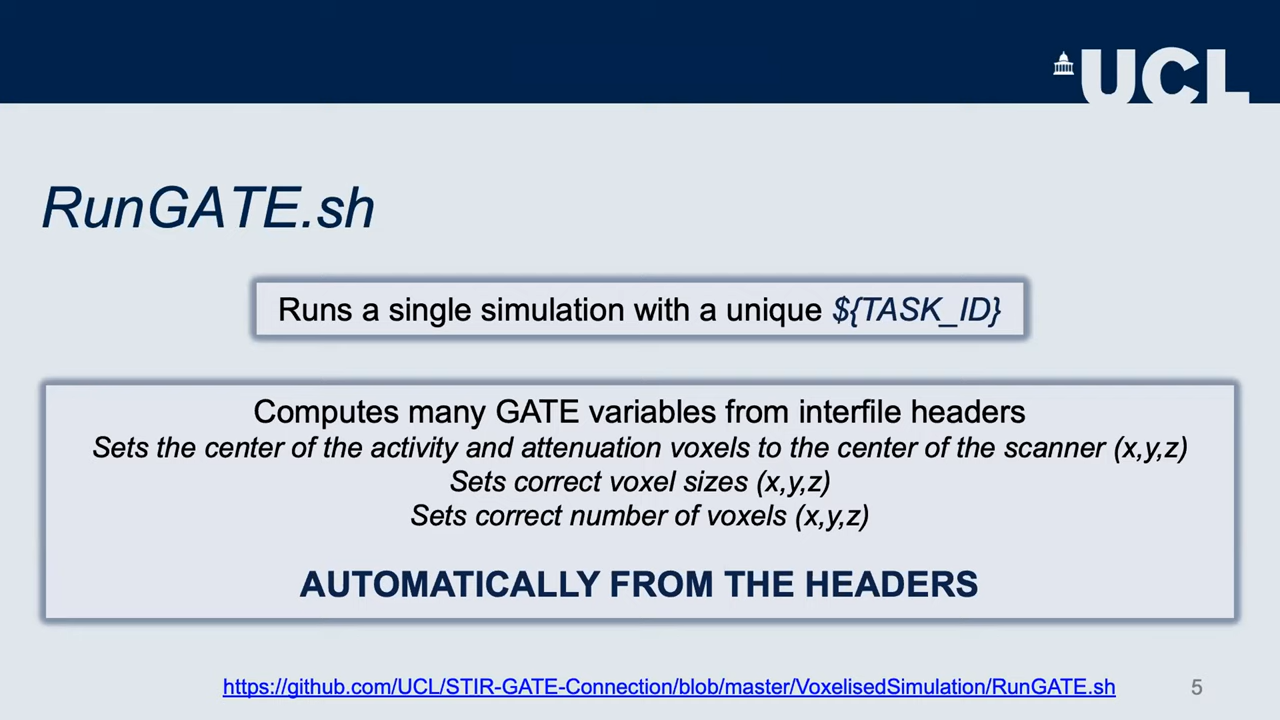 UCL
RunGATE.sh
Runs a single simulation with a unique ${TASK_ID}
Computes many GATE variables from interfile headers
Sets the center of the activity and attenuation voxels to the center of the scanner (x,y,z)
Sets correct voxel sizes (x,y,z)
Sets correct number of voxels (x,y,z)
AUTOMATICALLY FROM THE HEADERS
https://github.com/UCL/STIR-GATE-Connection/blob/master/VoxelisedSimulation/RunGATE.sh
5